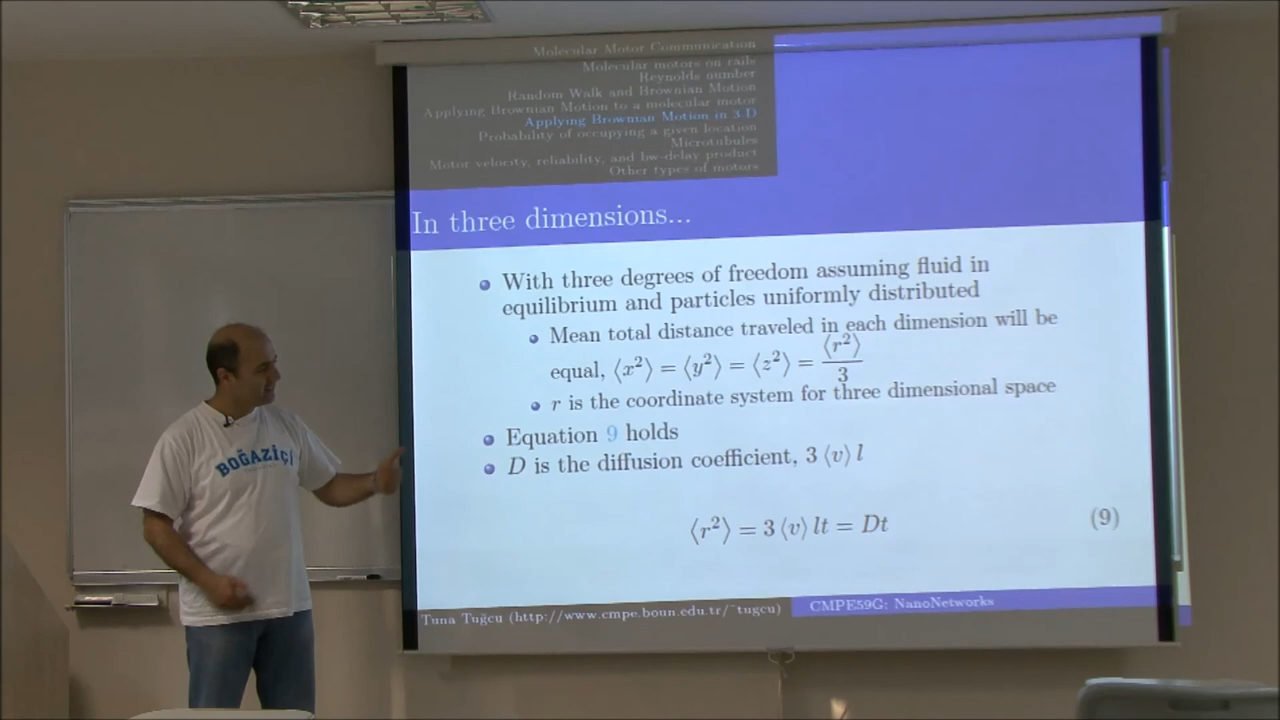 Molecular Motor Communication
Molecular motors on rails
Reynolds number
Random Walk and Brownian Motion
Applying Brownian Motion to a molecular motor
Applying Brownian Motion in 3-D
Probability of occupying a given location
Microtubules
Motor velocity, reliability, and bw-delay product
Other types of motors
In three dimensions...
With three degrees of freedom assuming fluid in
equilibrium and particles uniformly distributed
Mean total distance traveled in each dimension will be
equal, ⟨x²⟩ = ⟨y²⟩ = ⟨z²⟩ = ⟨r²⟩/3
r is the coordinate system for three dimensional space
Equation 9 holds
D is the diffusion coefficient, 3 ⟨v⟩ l
⟨r²⟩ = 3 ⟨v⟩ lt = Dt (9)
Tuna Tuğcu (http://www.cmpe.boun.edu.tr/~tugcu) CMPE59G: NanoNetworks
BOĞAZİÇİ